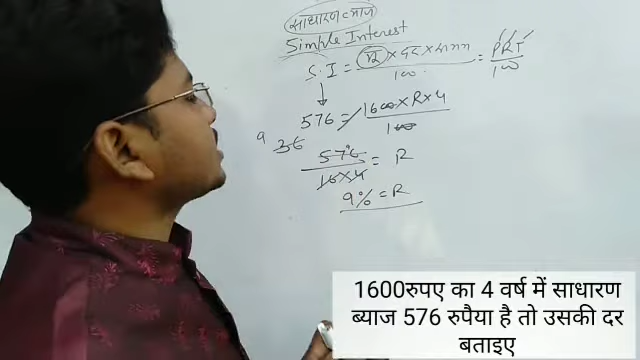 साधारण ब्याज
Simple Interest
S.I = मू × दर × समय / 100 = PRT / 100
576 = 1600 × R × 4 / 100
9 36
576 / 16×4 = R
9% = R
1600रुपए का 4 वर्ष में साधारण
ब्याज 576 रुपैया है तो उसकी दर
बताइए